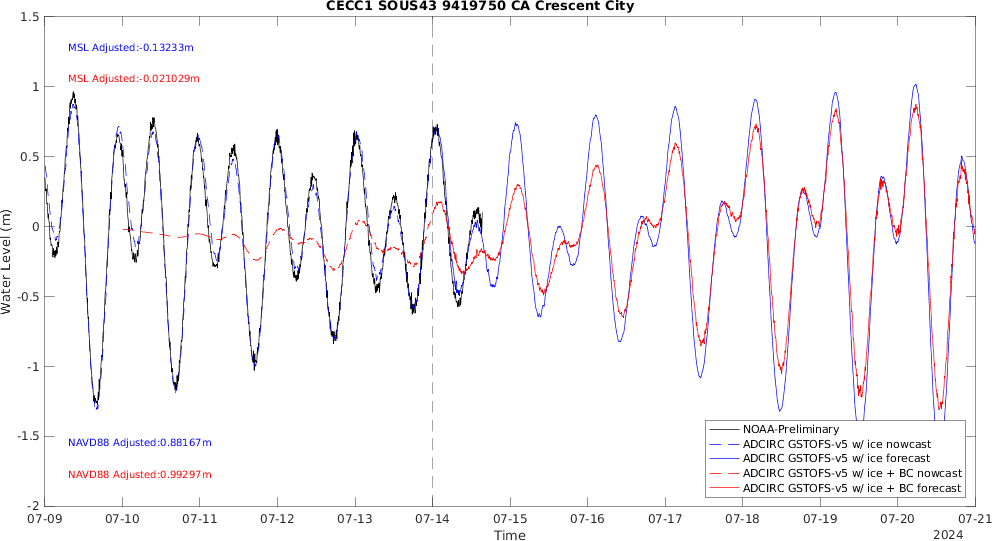 CECC1 SOUS43 9419750 CA Crescent City
1.5
1
0.5
0
-0.5
-1
-1.5
-2
Water Level (m)
MSL Adjusted:-0.13233m
MSL Adjusted:-0.021029m
NAVD88 Adjusted:0.88167m
NAVD88 Adjusted:0.99297m
NOAA-Preliminary
ADCIRC GSTOFS-v5 w/ ice nowcast
ADCIRC GSTOFS-v5 w/ ice forecast
ADCIRC GSTOFS-v5 w/ ice + BC nowcast
ADCIRC GSTOFS-v5 w/ ice + BC forecast
07-09 07-10 07-11 07-12 07-13 07-14 07-15 07-16 07-17 07-18 07-19 07-20 07-21
Time
2024